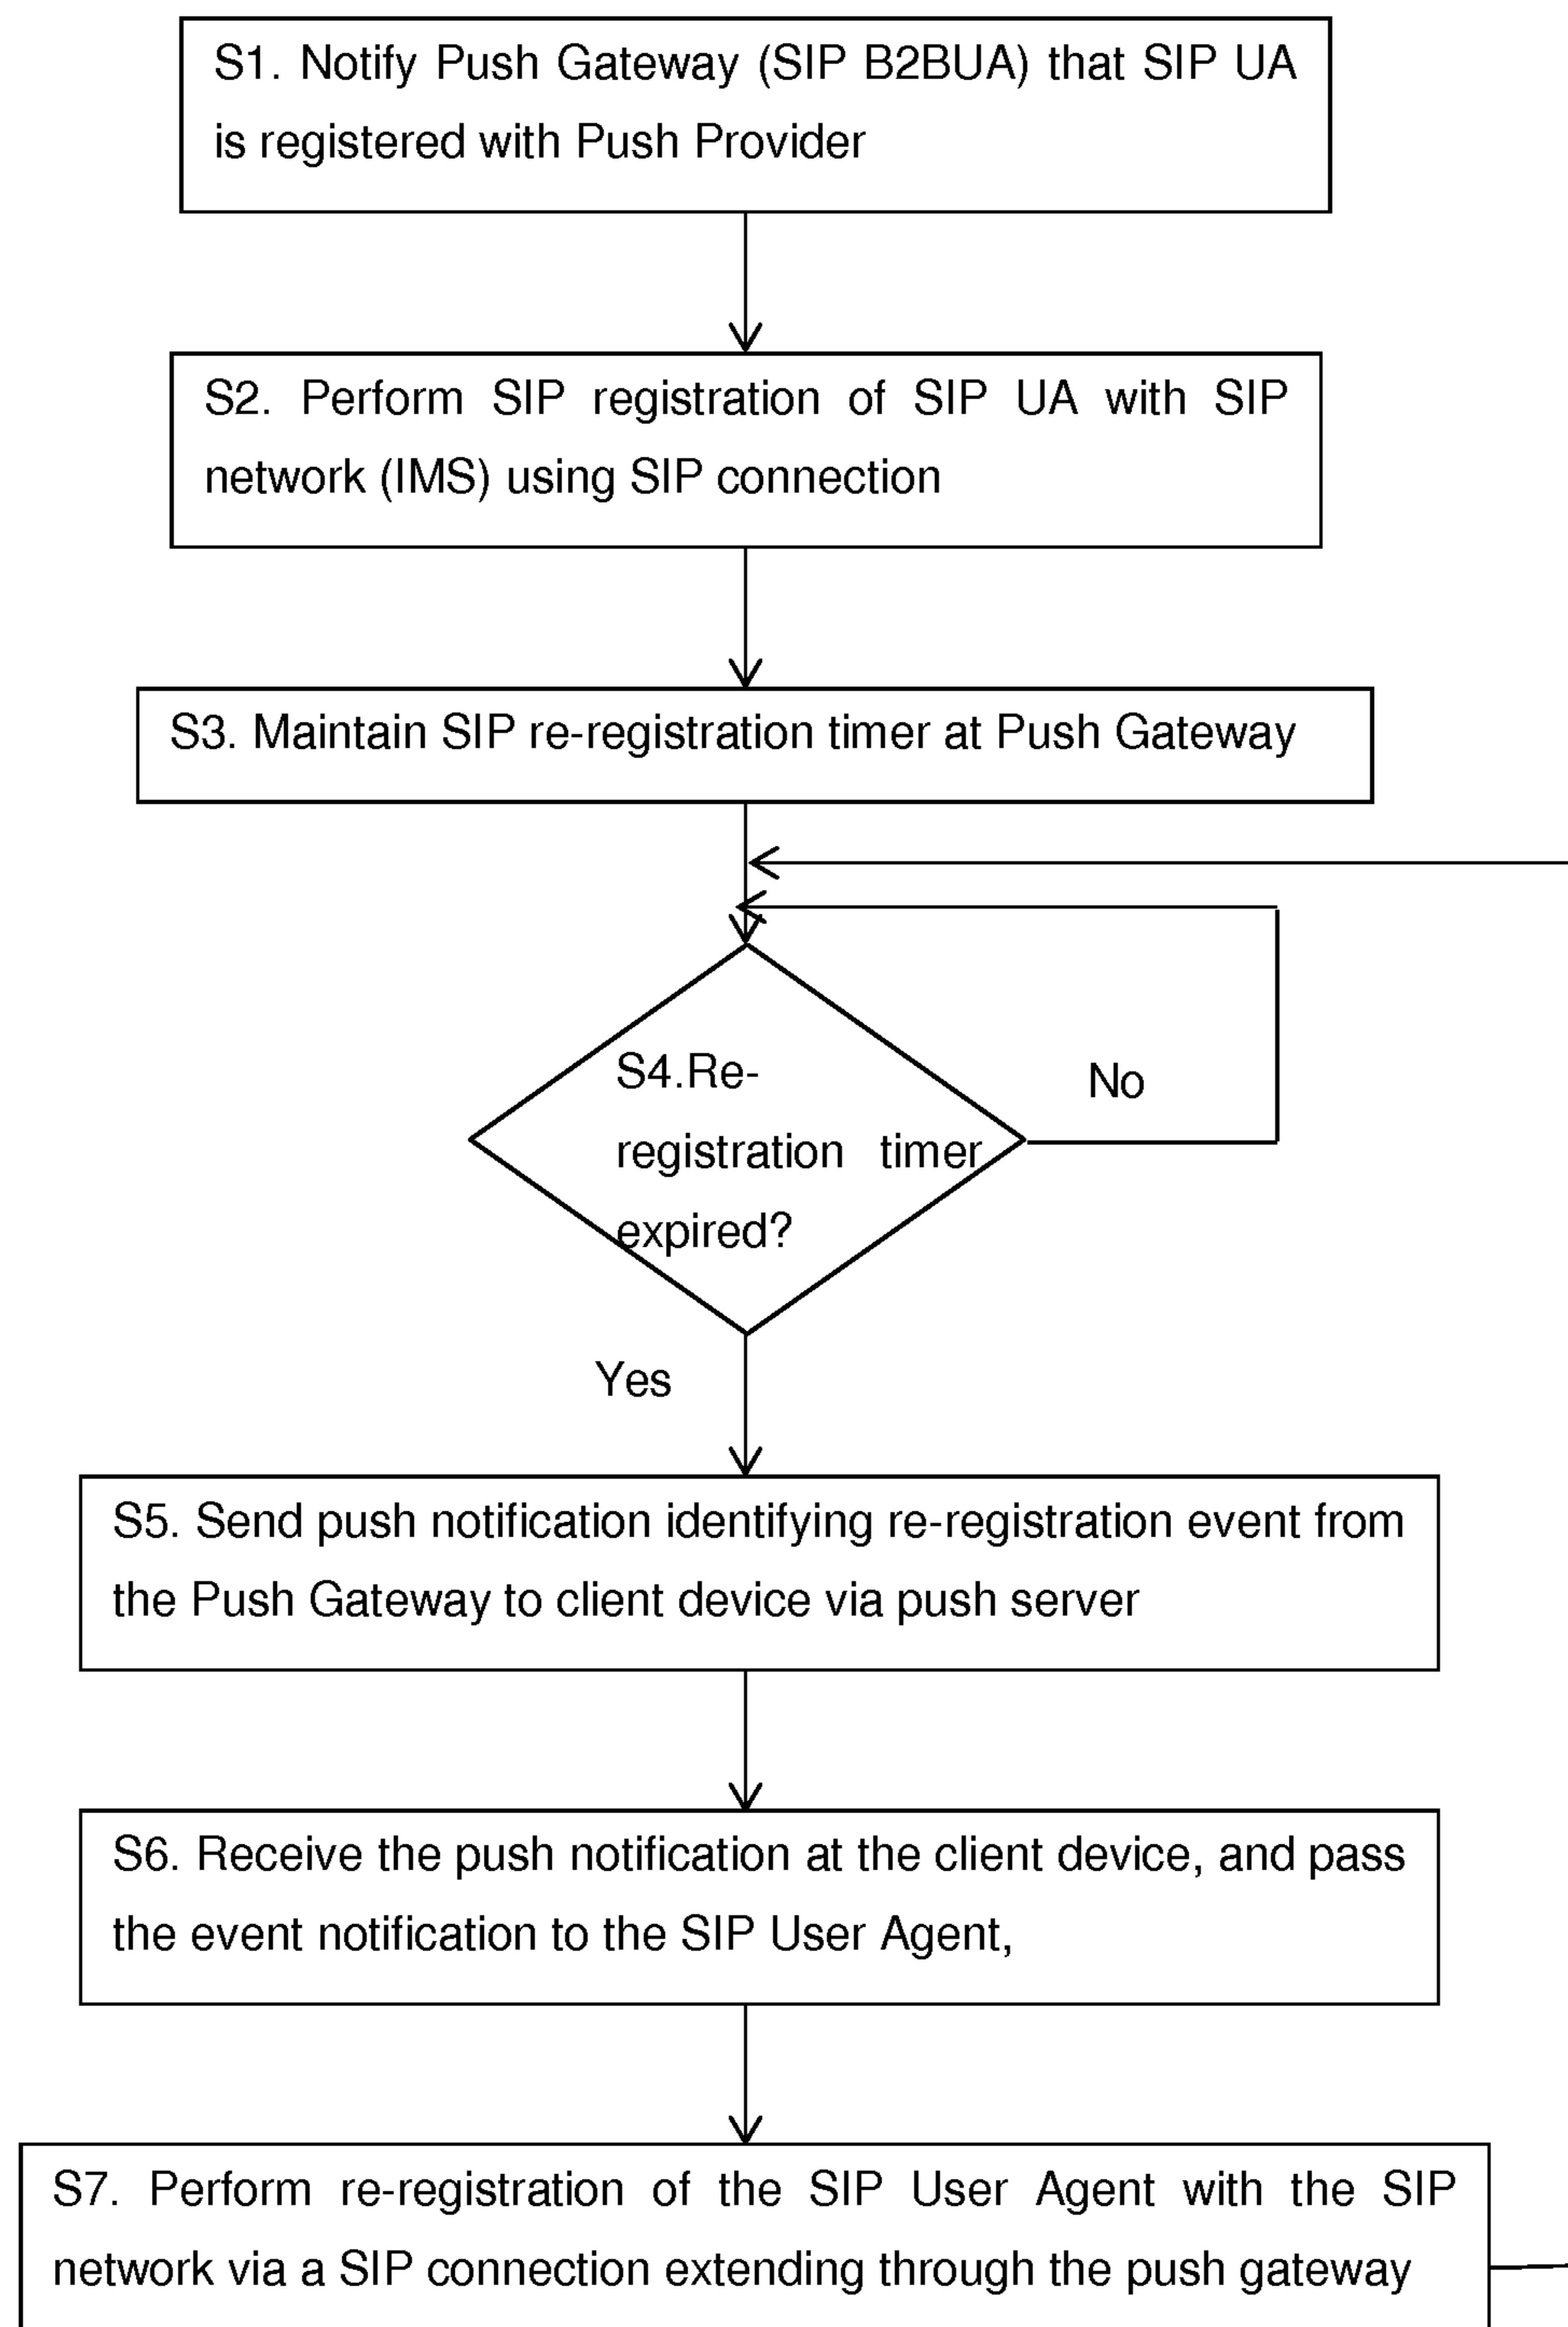 S1. Notify Push Gateway (SIP B2BUA) that SIP UA
is registered with Push Provider
S2. Perform SIP registration of SIP UA with SIP
network (IMS) using SIP connection
S3. Maintain SIP re-registration timer at Push Gateway
S4.Re-
registration timer
expired?
No
Yes
S5. Send push notification identifying re-registration event from
the Push Gateway to client device via push server
S6. Receive the push notification at the client device, and pass
the event notification to the SIP User Agent,
S7. Perform re-registration of the SIP User Agent with the SIP
network via a SIP connection extending through the push gateway